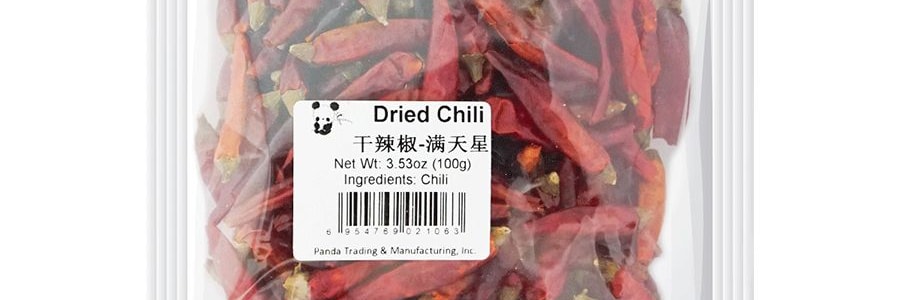 Dried Chili
干辣椒-满天星
Net Wt: 3.53oz (100g)
Ingredients: Chili
6 954769 021063
Panda Trading & Manufacturing, Inc.